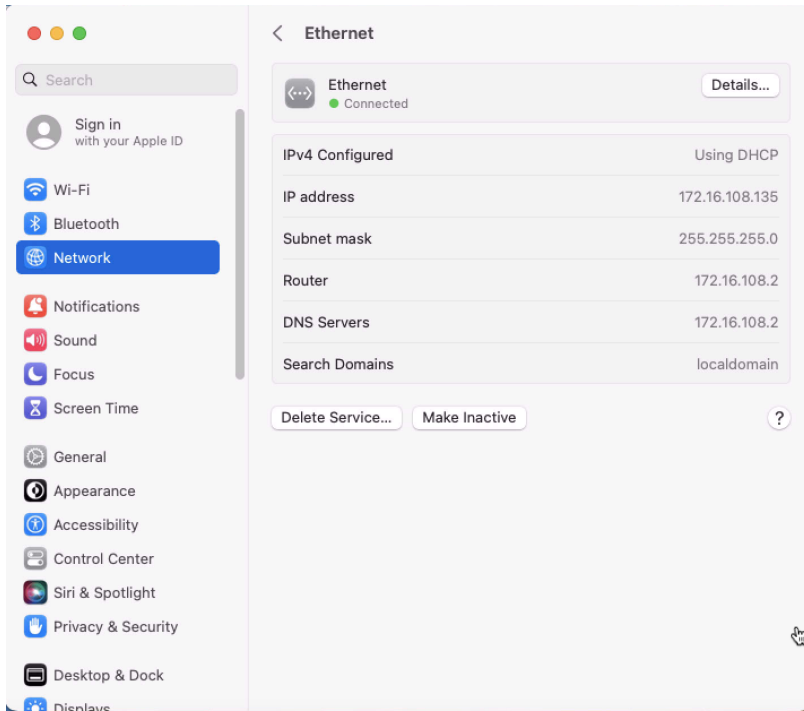 Search
Sign in
with your Apple ID
Wi-Fi
Bluetooth
Network
Notifications
Sound
Focus
Screen Time
General
Appearance
Accessibility
Control Center
Siri & Spotlight
Privacy & Security
Desktop & Dock
Displays
Ethernet
Ethernet
Connected
Details...
IPv4 Configured Using DHCP
IP address 172.16.108.135
Subnet mask 255.255.255.0
Router 172.16.108.2
DNS Servers 172.16.108.2
Search Domains localdomain
Delete Service... Make Inactive ?